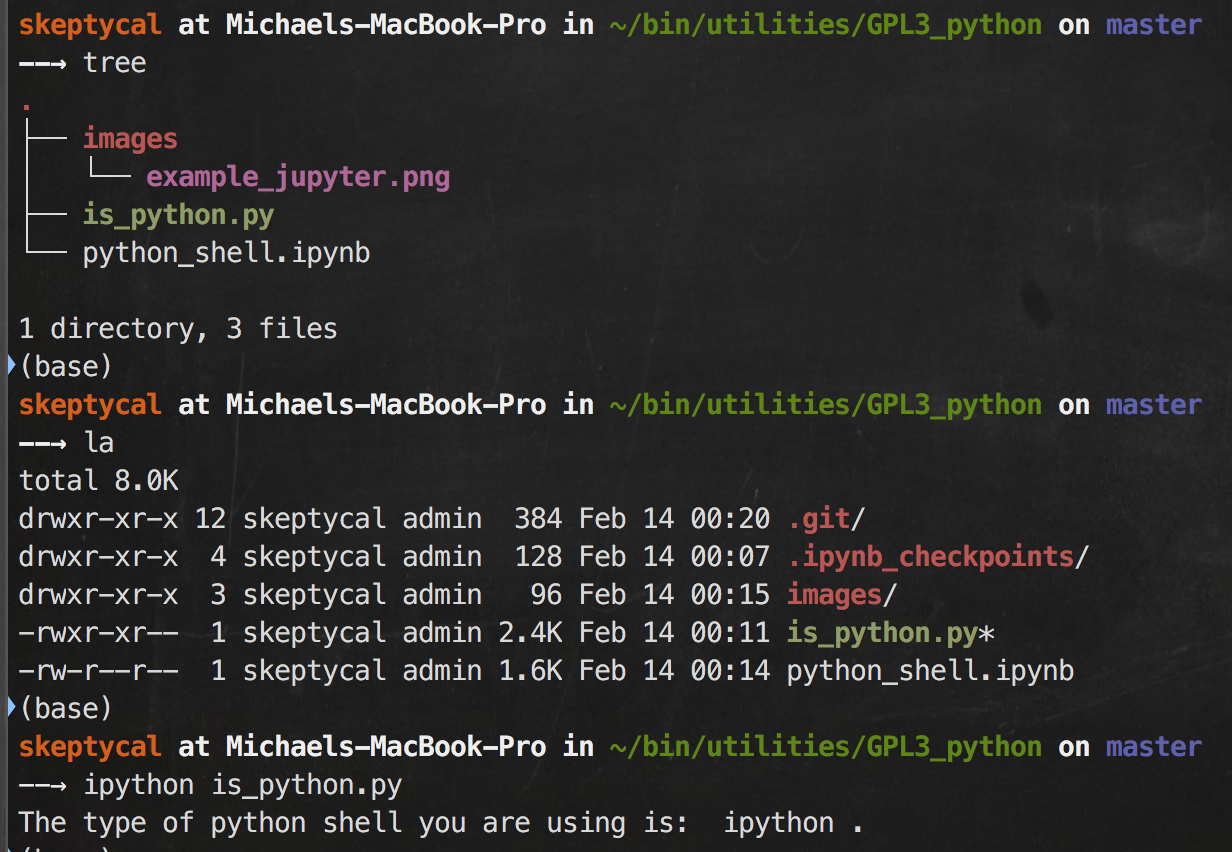 skeptycal at Michaels-MacBook-Pro in ~/bin/utilities/GPL3_python on master
──→ tree
.
├── images
│   └── example_jupyter.png
├── is_python.py
└── python_shell.ipynb
1 directory, 3 files
(base)
skeptycal at Michaels-MacBook-Pro in ~/bin/utilities/GPL3_python on master
──→ la
total 8.0K
drwxr-xr-x 12 skeptycal admin  384 Feb 14 00:20 .git/
drwxr-xr-x  4 skeptycal admin  128 Feb 14 00:07 .ipynb_checkpoints/
drwxr-xr-x  3 skeptycal admin   96 Feb 14 00:15 images/
-rwxr-xr--  1 skeptycal admin 2.4K Feb 14 00:11 is_python.py*
-rw-r--r--  1 skeptycal admin 1.6K Feb 14 00:14 python_shell.ipynb
(base)
skeptycal at Michaels-MacBook-Pro in ~/bin/utilities/GPL3_python on master
──→ ipython is_python.py
The type of python shell you are using is:  ipython .